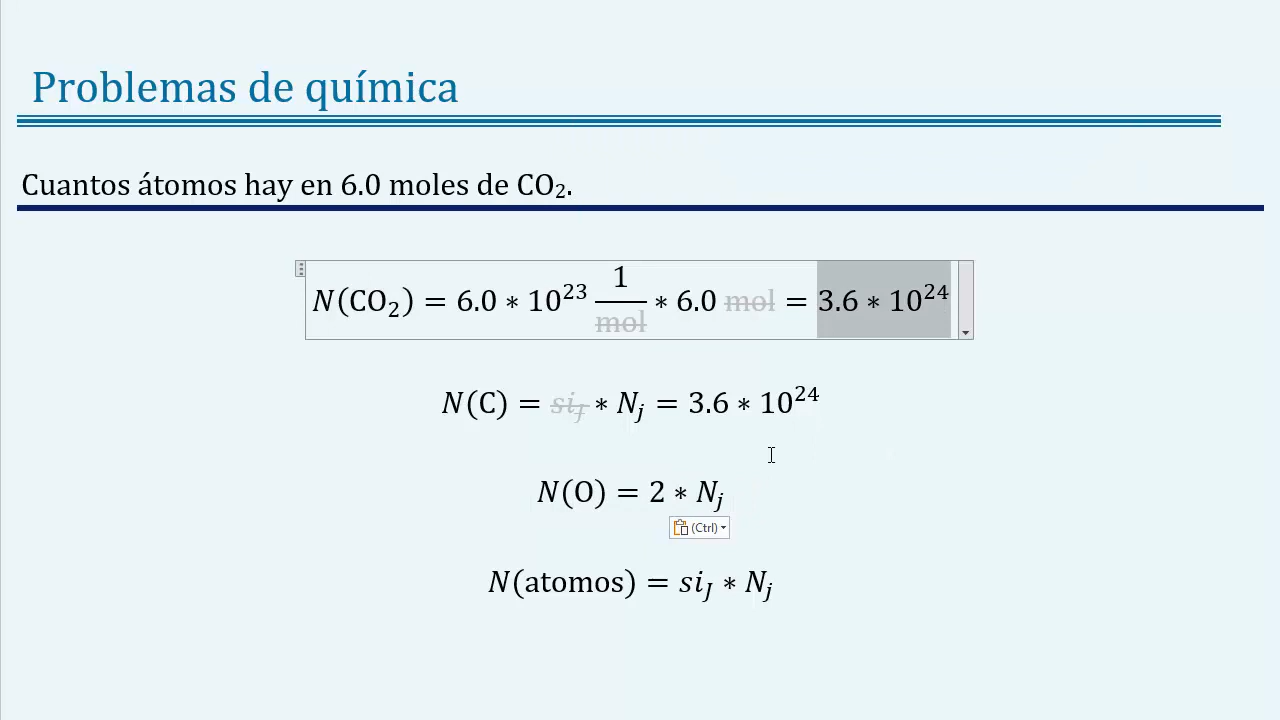 Problemas de química
Cuantos átomos hay en 6.0 moles de CO₂.
N(CO₂) = 6.0 * 10²³ 1/mol * 6.0 mol = 3.6 * 10²⁴
N(C) = si_J * N_j = 3.6 * 10²⁴
N(O) = 2 * N_j
(Ctrl)
N(atomos) = si_J * N_j